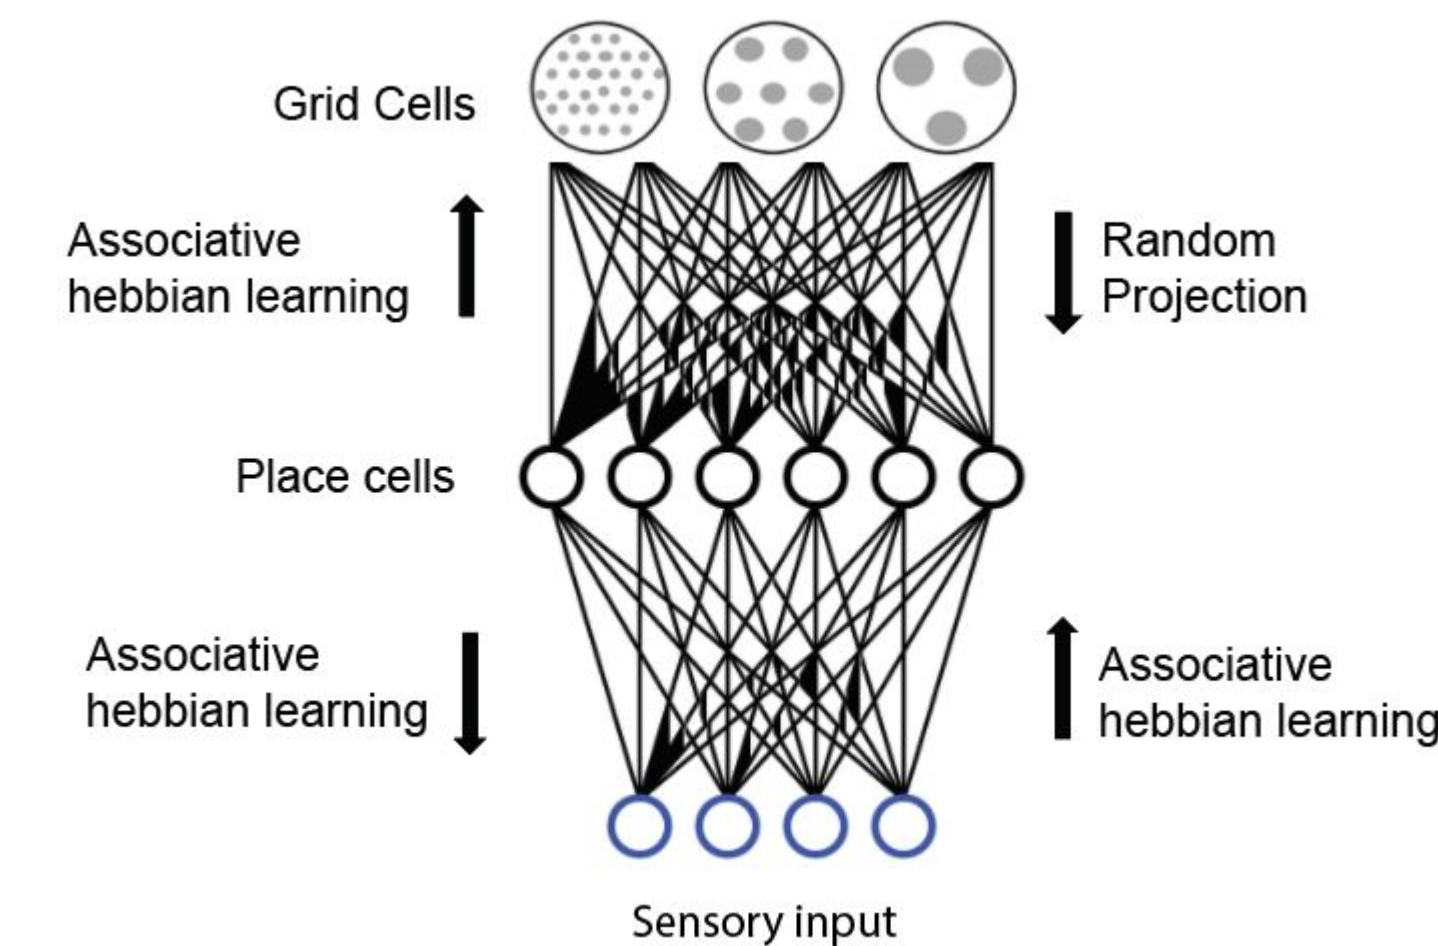 Grid Cells
Associative
hebbian learning
Random
Projection
Place cells
Associative
hebbian learning
Associative
hebbian learning
Sensory input